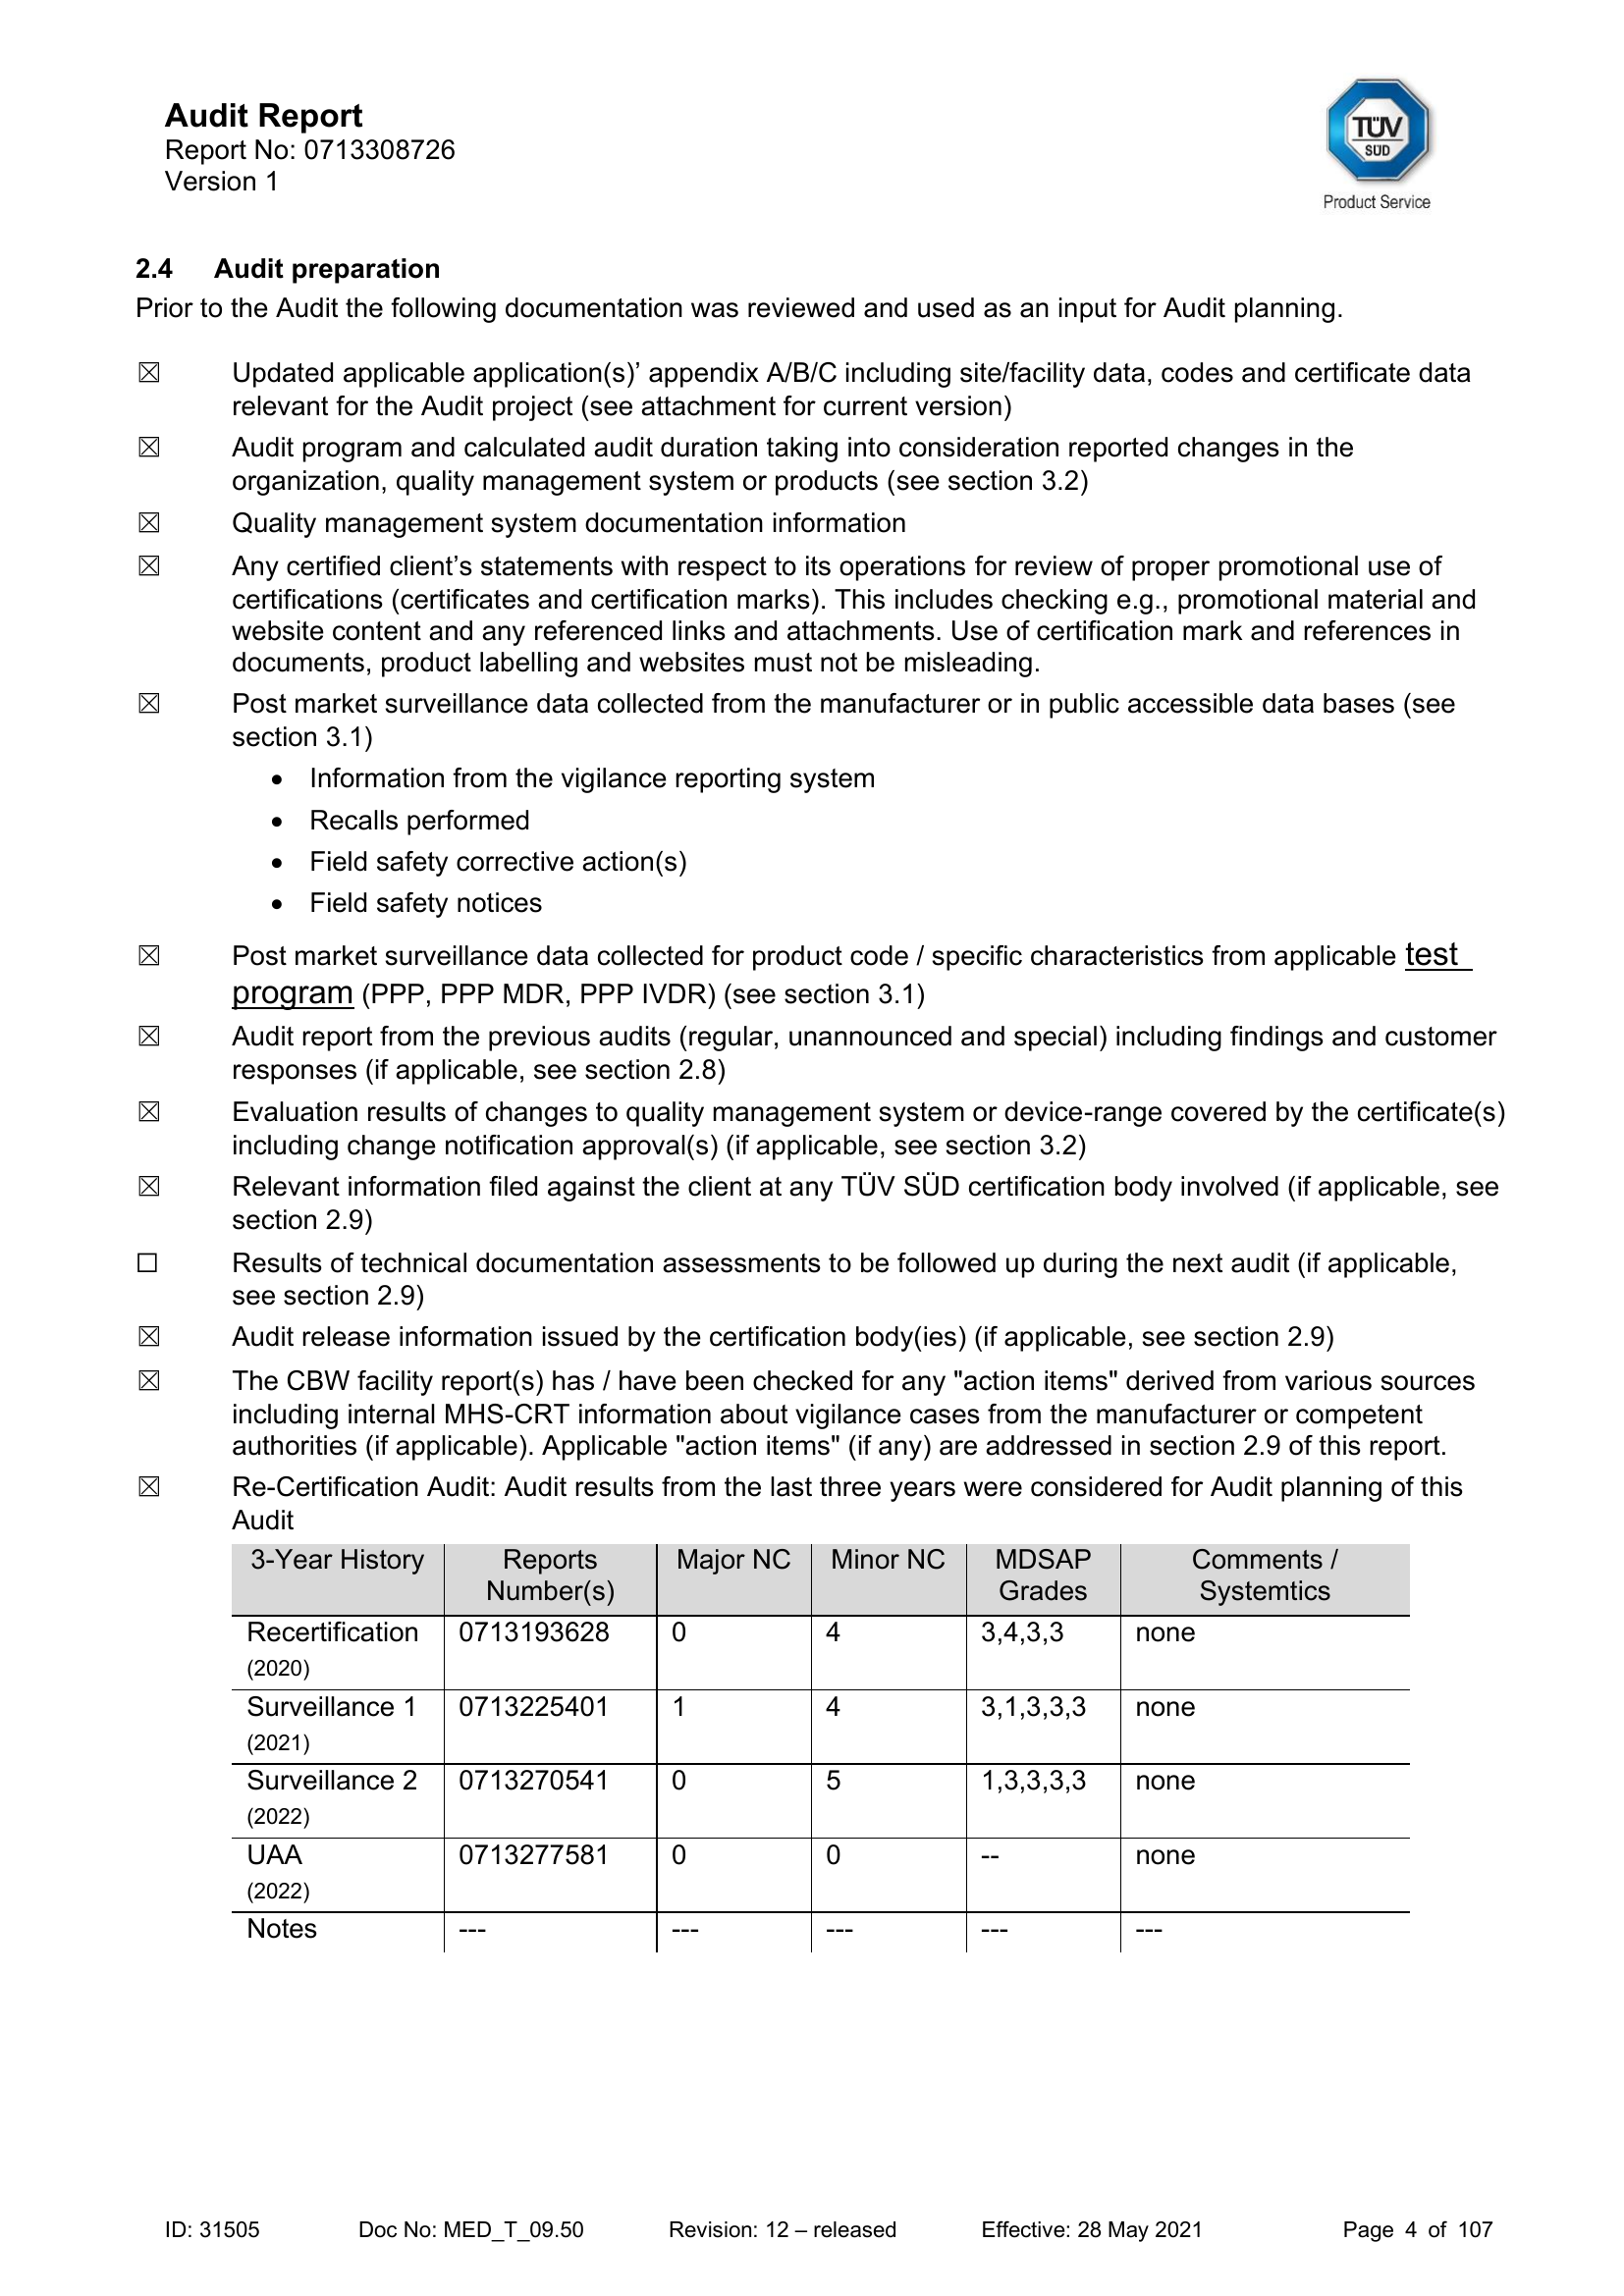 Audit Report
Report No: 0713308726
Version 1
TÜV
SÜD
Product Service
2.4 Audit preparation
Prior to the Audit the following documentation was reviewed and used as an input for Audit planning.
☒ Updated applicable application(s)’ appendix A/B/C including site/facility data, codes and certificate data
relevant for the Audit project (see attachment for current version)
☒ Audit program and calculated audit duration taking into consideration reported changes in the
organization, quality management system or products (see section 3.2)
☒ Quality management system documentation information
☒ Any certified client’s statements with respect to its operations for review of proper promotional use of
certifications (certificates and certification marks). This includes checking e.g., promotional material and
website content and any referenced links and attachments. Use of certification mark and references in
documents, product labelling and websites must not be misleading.
☒ Post market surveillance data collected from the manufacturer or in public accessible data bases (see
section 3.1)
• Information from the vigilance reporting system
• Recalls performed
• Field safety corrective action(s)
• Field safety notices
☒ Post market surveillance data collected for product code / specific characteristics from applicable test
program (PPP, PPP MDR, PPP IVDR) (see section 3.1)
☒ Audit report from the previous audits (regular, unannounced and special) including findings and customer
responses (if applicable, see section 2.8)
☒ Evaluation results of changes to quality management system or device-range covered by the certificate(s)
including change notification approval(s) (if applicable, see section 3.2)
☒ Relevant information filed against the client at any TÜV SÜD certification body involved (if applicable, see
section 2.9)
☐ Results of technical documentation assessments to be followed up during the next audit (if applicable,
see section 2.9)
☒ Audit release information issued by the certification body(ies) (if applicable, see section 2.9)
☒ The CBW facility report(s) has / have been checked for any "action items" derived from various sources
including internal MHS-CRT information about vigilance cases from the manufacturer or competent
authorities (if applicable). Applicable "action items" (if any) are addressed in section 2.9 of this report.
☒ Re-Certification Audit: Audit results from the last three years were considered for Audit planning of this
Audit
3-Year History Reports Major NC Minor NC MDSAP Comments /
Number(s) Grades Systemtics
Recertification 0713193628 0 4 3,4,3,3 none
(2020)
Surveillance 1 0713225401 1 4 3,1,3,3,3 none
(2021)
Surveillance 2 0713270541 0 5 1,3,3,3,3 none
(2022)
UAA 0713277581 0 0 -- none
(2022)
Notes --- --- --- --- ---
ID: 31505 Doc No: MED_T_09.50 Revision: 12 – released Effective: 28 May 2021 Page 4 of 107